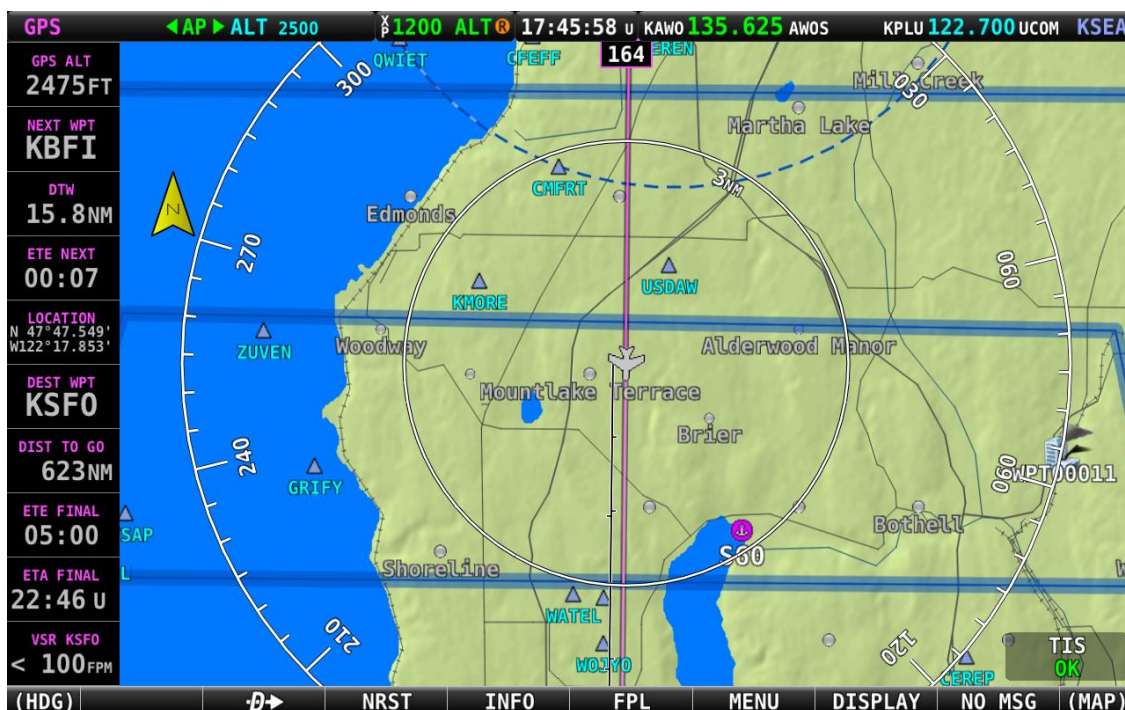 GPS ◀AP▶ ALT 2500 XP 1200 ALT R 17:45:58 U KAWO 135.625 AWOS KPLU 122.700 UCOM KSEA
GPS ALT
2475FT
NEXT WPT
KBFI
DTW
15.8NM
ETE NEXT
00:07
LOCATION
N 47°47.549'
W122°17.853'
DEST WPT
KSFO
DIST TO GO
623NM
ETE FINAL
05:00
ETA FINAL
22:46 U
VSR KSFO
< 100FPM
164
QWIET
CFEFF
EREN
300
030
Mill Creek
Martha Lake
3NM
CMFRT
Edmonds
N
270
060
USDAW
KMORE
ZUVEN
Woodway
Alderwood Manor
Mountlake Terrace
Brier
240
090
WPT00011
GRIFY
SAP
Bothell
S60
Shoreline
L
W
WATEL
210
120
WOJYO
CEREP
TIS
OK
(HDG) D NRST INFO FPL MENU DISPLAY NO MSG (MAP)